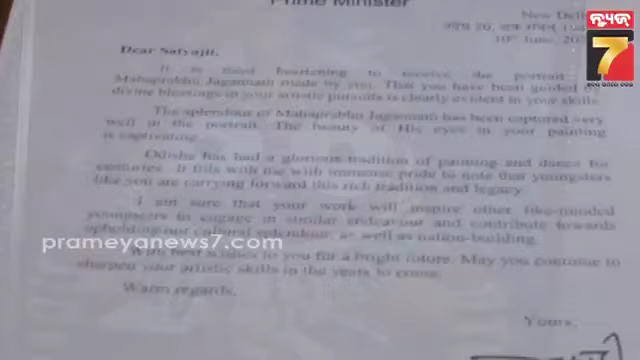 Prime Minister
New Delhi
10th June,
Dear Satyajit,
It is most heartening to receive the portrait
Mahaprabhu Jagannath made by you. That you have been guided
divine blessings in your artistic pursuits is clearly evident in your skills.
The splendour of Mahaprabhu Jagannath has been captured very
well in the portrait. The beauty of His eyes in your painting
is captivating.
Odisha has had a glorious tradition of painting and dance for
centuries. It fills me with immense pride to note that youngsters
like you are carrying forward this rich tradition and legacy.
I am sure that your work will inspire other like-minded
youngsters to engage in similar endeavour and contribute towards
upholding our cultural splendour, as well as nation-building.
With best wishes to you for a bright future. May you continue to
sharpen your artistic skills in the years to come.
Warm regards,
Yours,
ନ୍ୟୁଜ୍
7
prameyanews7.com